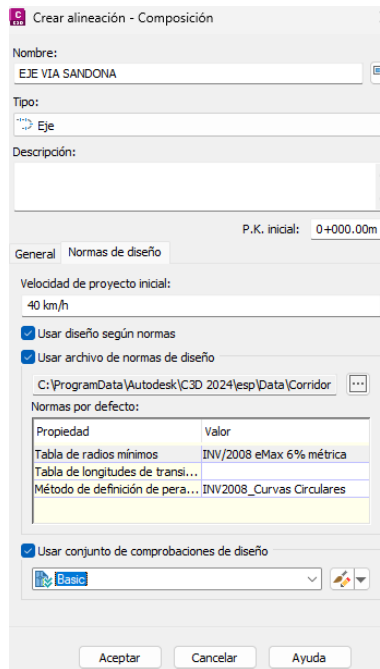 C
C3D
Crear alineación - Composición
Nombre:
EJE VIA SANDONA
Tipo:
Eje
Descripción:
P.K. inicial: 0+000.00m
General Normas de diseño
Velocidad de proyecto inicial:
40 km/h
Usar diseño según normas
Usar archivo de normas de diseño
C:\ProgramData\Autodesk\C3D 2024\esp\Data\Corridor ...
Normas por defecto:
Propiedad Valor
Tabla de radios mínimos INV/2008 eMax 6% métrica
Tabla de longitudes de transi...
Método de definición de pera... INV2008_Curvas Circulares
Usar conjunto de comprobaciones de diseño
Basic
Aceptar Cancelar Ayuda